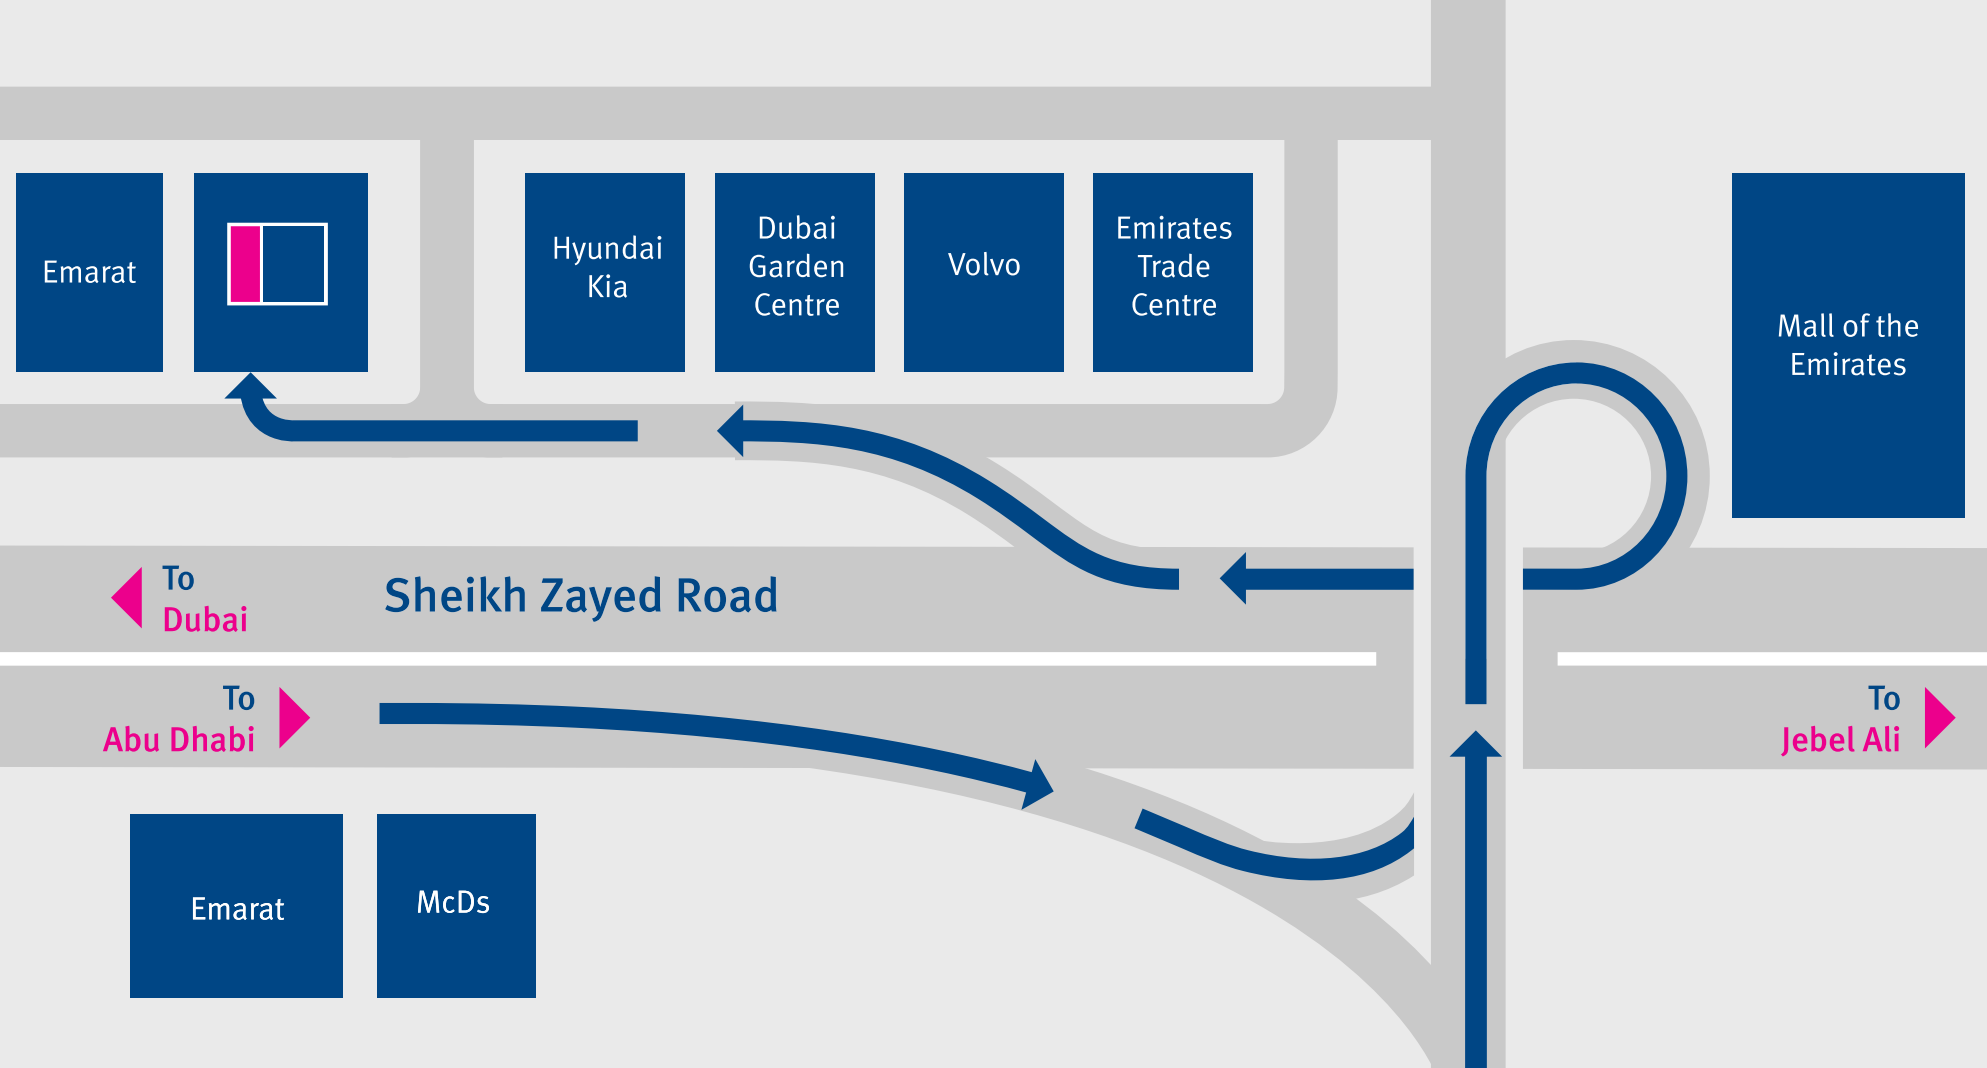 Emarat
Hyundai
Kia
Dubai
Garden
Centre
Volvo
Emirates
Trade
Centre
Mall of the
Emirates
To
Dubai
Sheikh Zayed Road
To
Abu Dhabi
To
Jebel Ali
Emarat
McDs